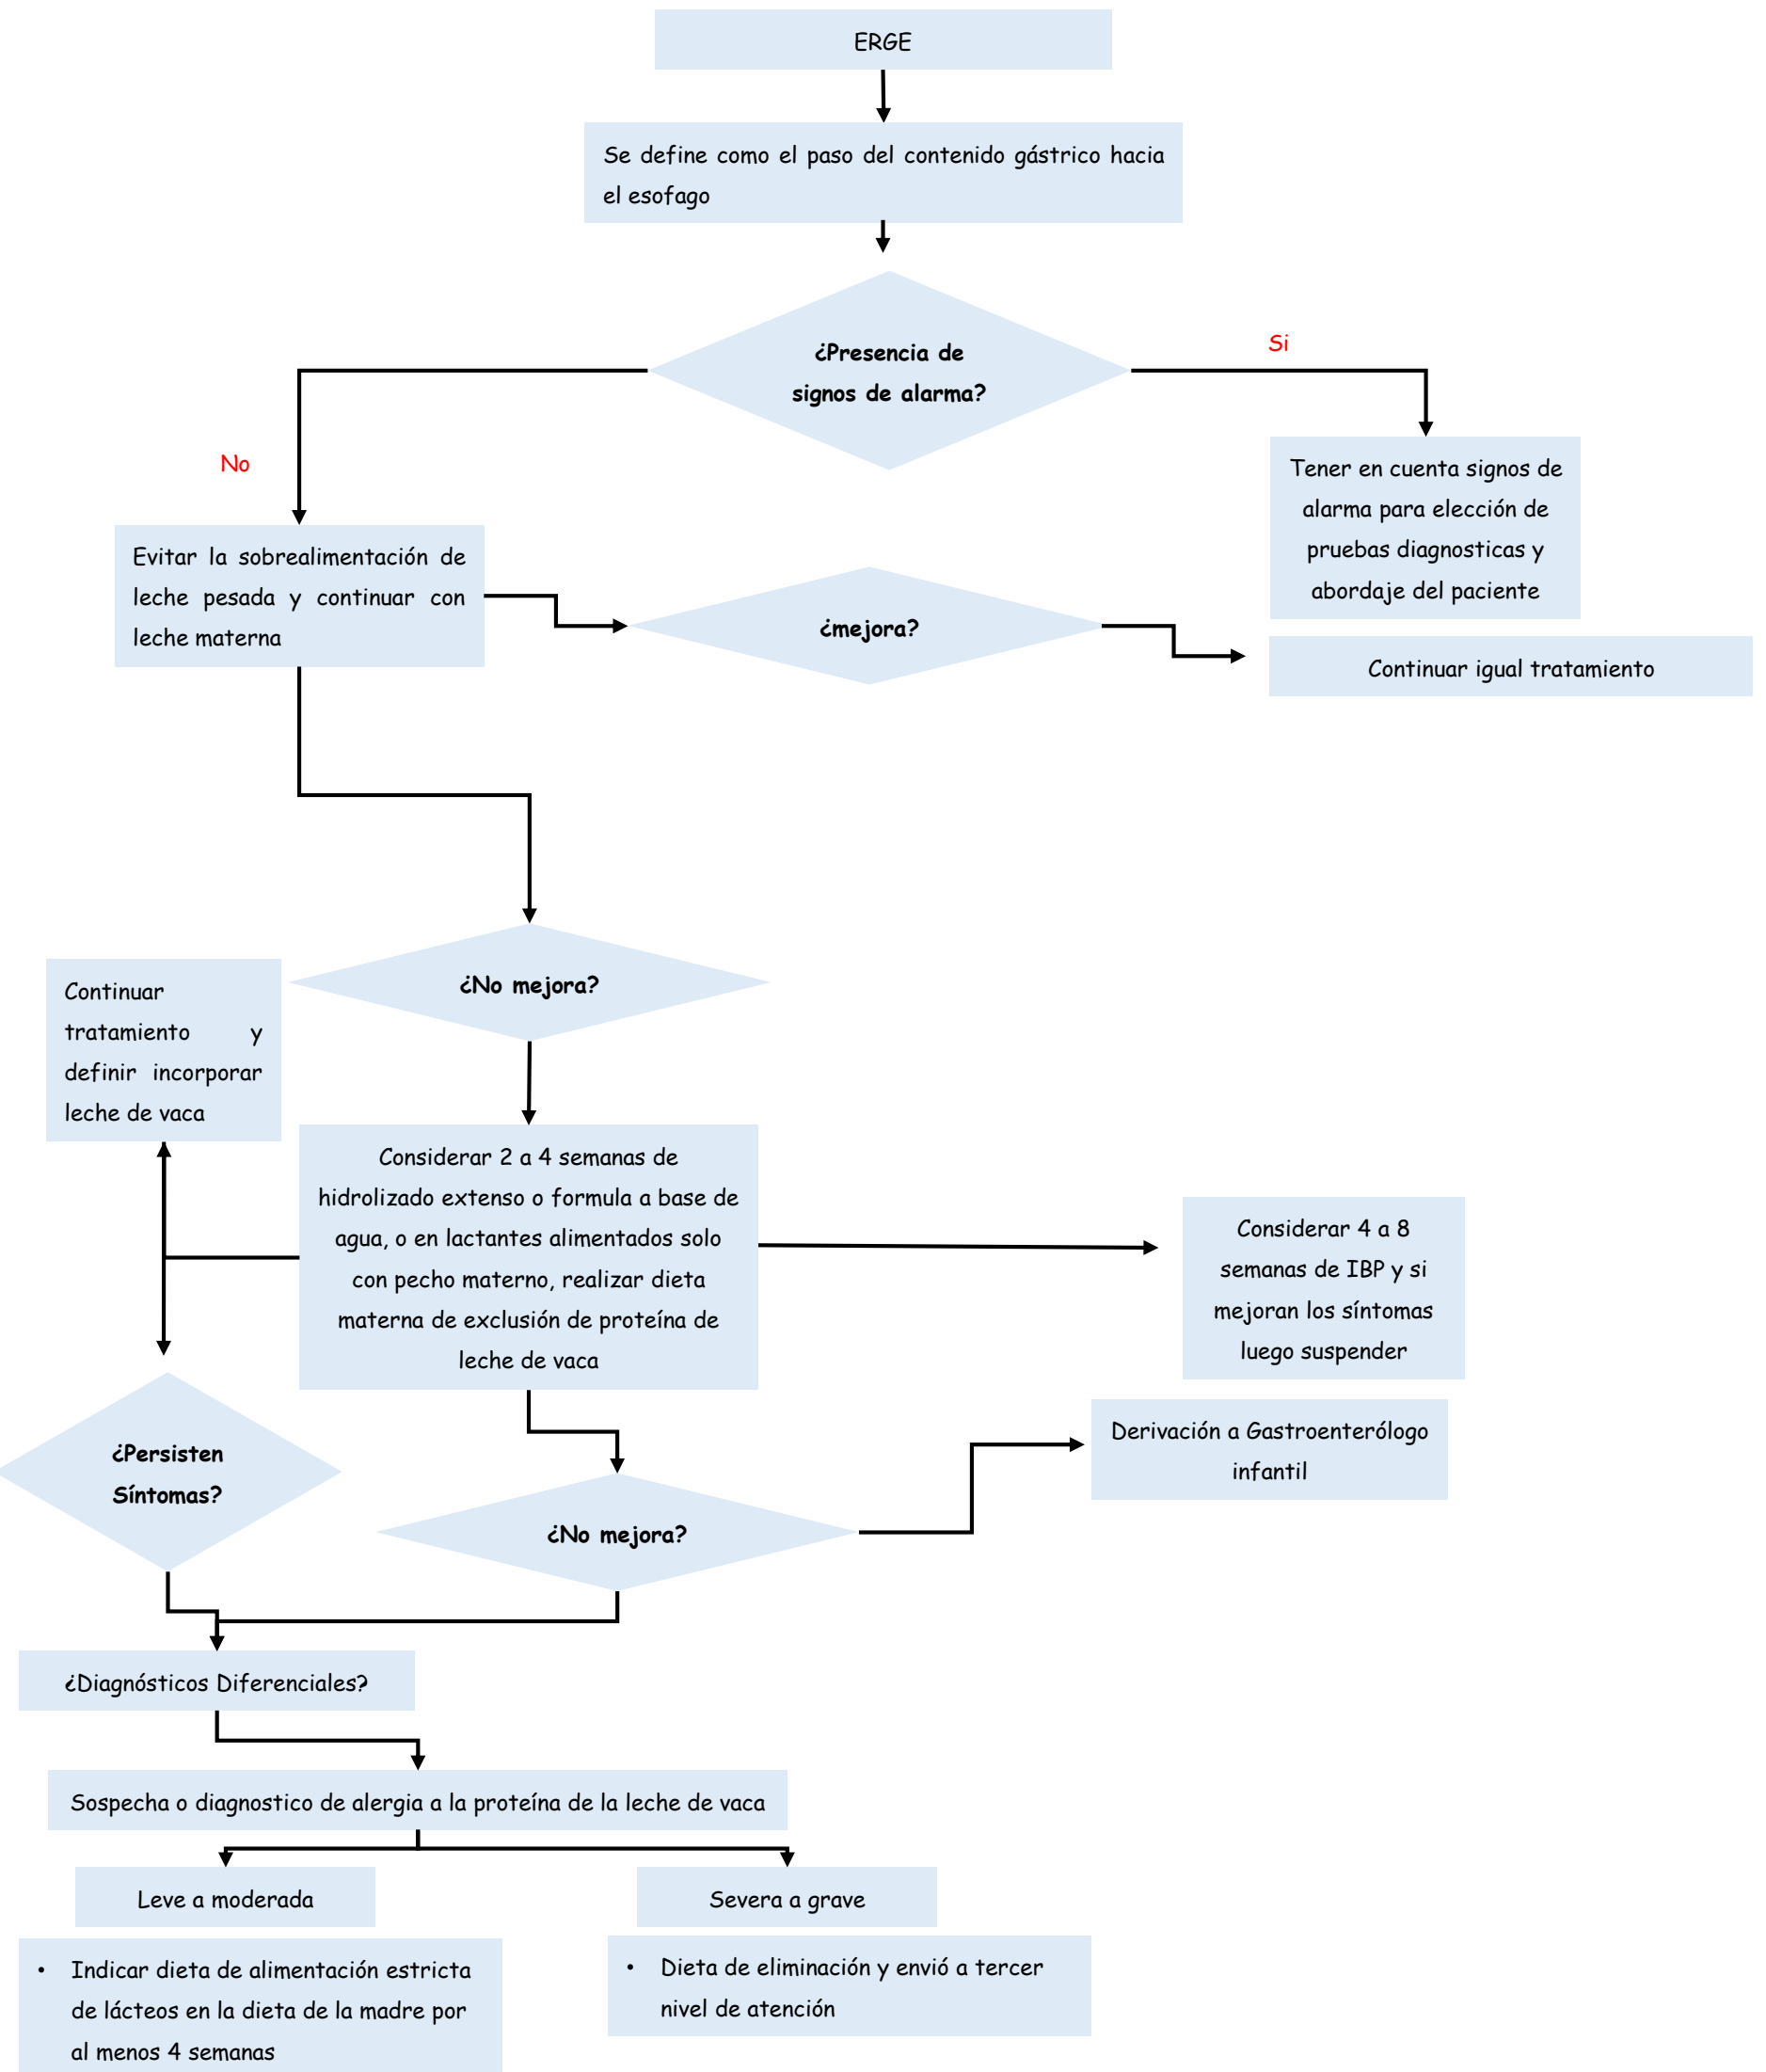 ERGE
Se define como el paso del contenido gástrico hacia
el esofago
¿Presencia de
signos de alarma?
Si
No
Tener en cuenta signos de
alarma para elección de
pruebas diagnosticas y
abordaje del paciente
Evitar la sobrealimentación de
leche pesada y continuar con
leche materna
¿mejora?
Continuar igual tratamiento
¿No mejora?
Continuar
tratamiento y
definir incorporar
leche de vaca
Considerar 2 a 4 semanas de
hidrolizado extenso o formula a base de
agua, o en lactantes alimentados solo
con pecho materno, realizar dieta
materna de exclusión de proteína de
leche de vaca
Considerar 4 a 8
semanas de IBP y si
mejoran los síntomas
luego suspender
Derivación a Gastroenterólogo
infantil
¿Persisten
Síntomas?
¿No mejora?
¿Diagnósticos Diferenciales?
Sospecha o diagnostico de alergia a la proteína de la leche de vaca
Leve a moderada
Severa a grave
• Indicar dieta de alimentación estricta
de lácteos en la dieta de la madre por
al menos 4 semanas
• Dieta de eliminación y envió a tercer
nivel de atención